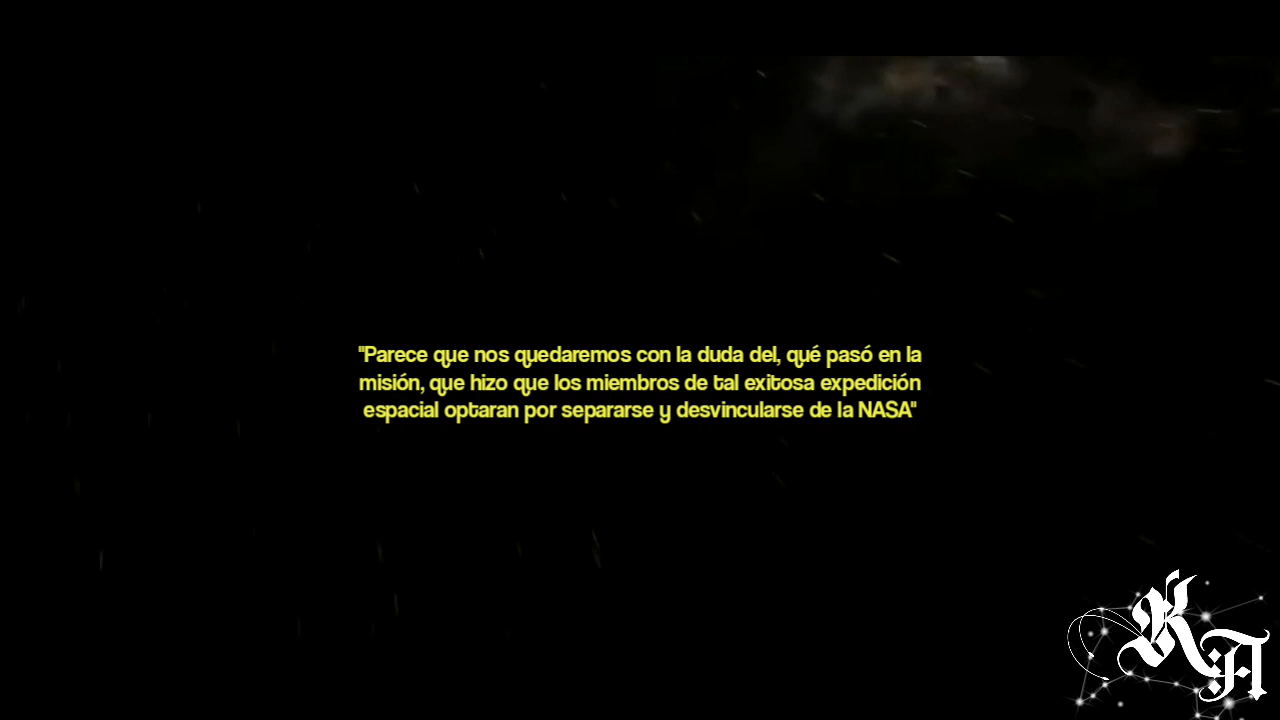 "Parece que nos quedaremos con la duda del, qué pasó en la
misión, que hizo que los miembros de tal exitosa expedición
espacial optaran por separarse y desvincularse de la NASA"
KA